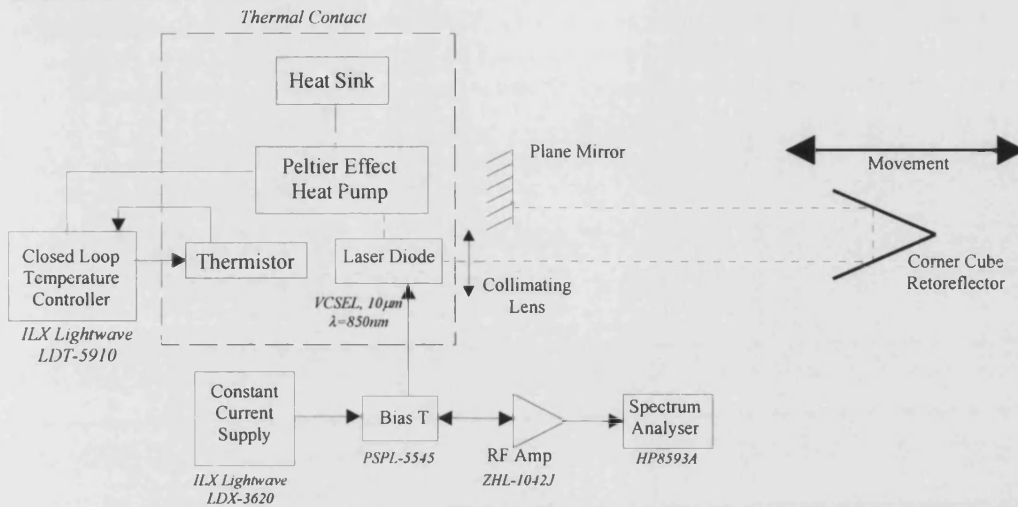 Thermal Contact
Heat Sink
Peltier Effect
Heat Pump
Plane Mirror
Movement
Closed Loop
Temperature
Controller
Thermistor
Laser Diode
Collimating
Lens
Corner Cube
Retoreflector
VCSEL, 10μm
λ=850nm
ILX Lightwave
LDT-5910
Constant
Current
Supply
Bias T
RF Amp
Spectrum
Analyser
PSPL-5545
ZHL-1042J
HP8593A
ILX Lightwave
LDX-3620